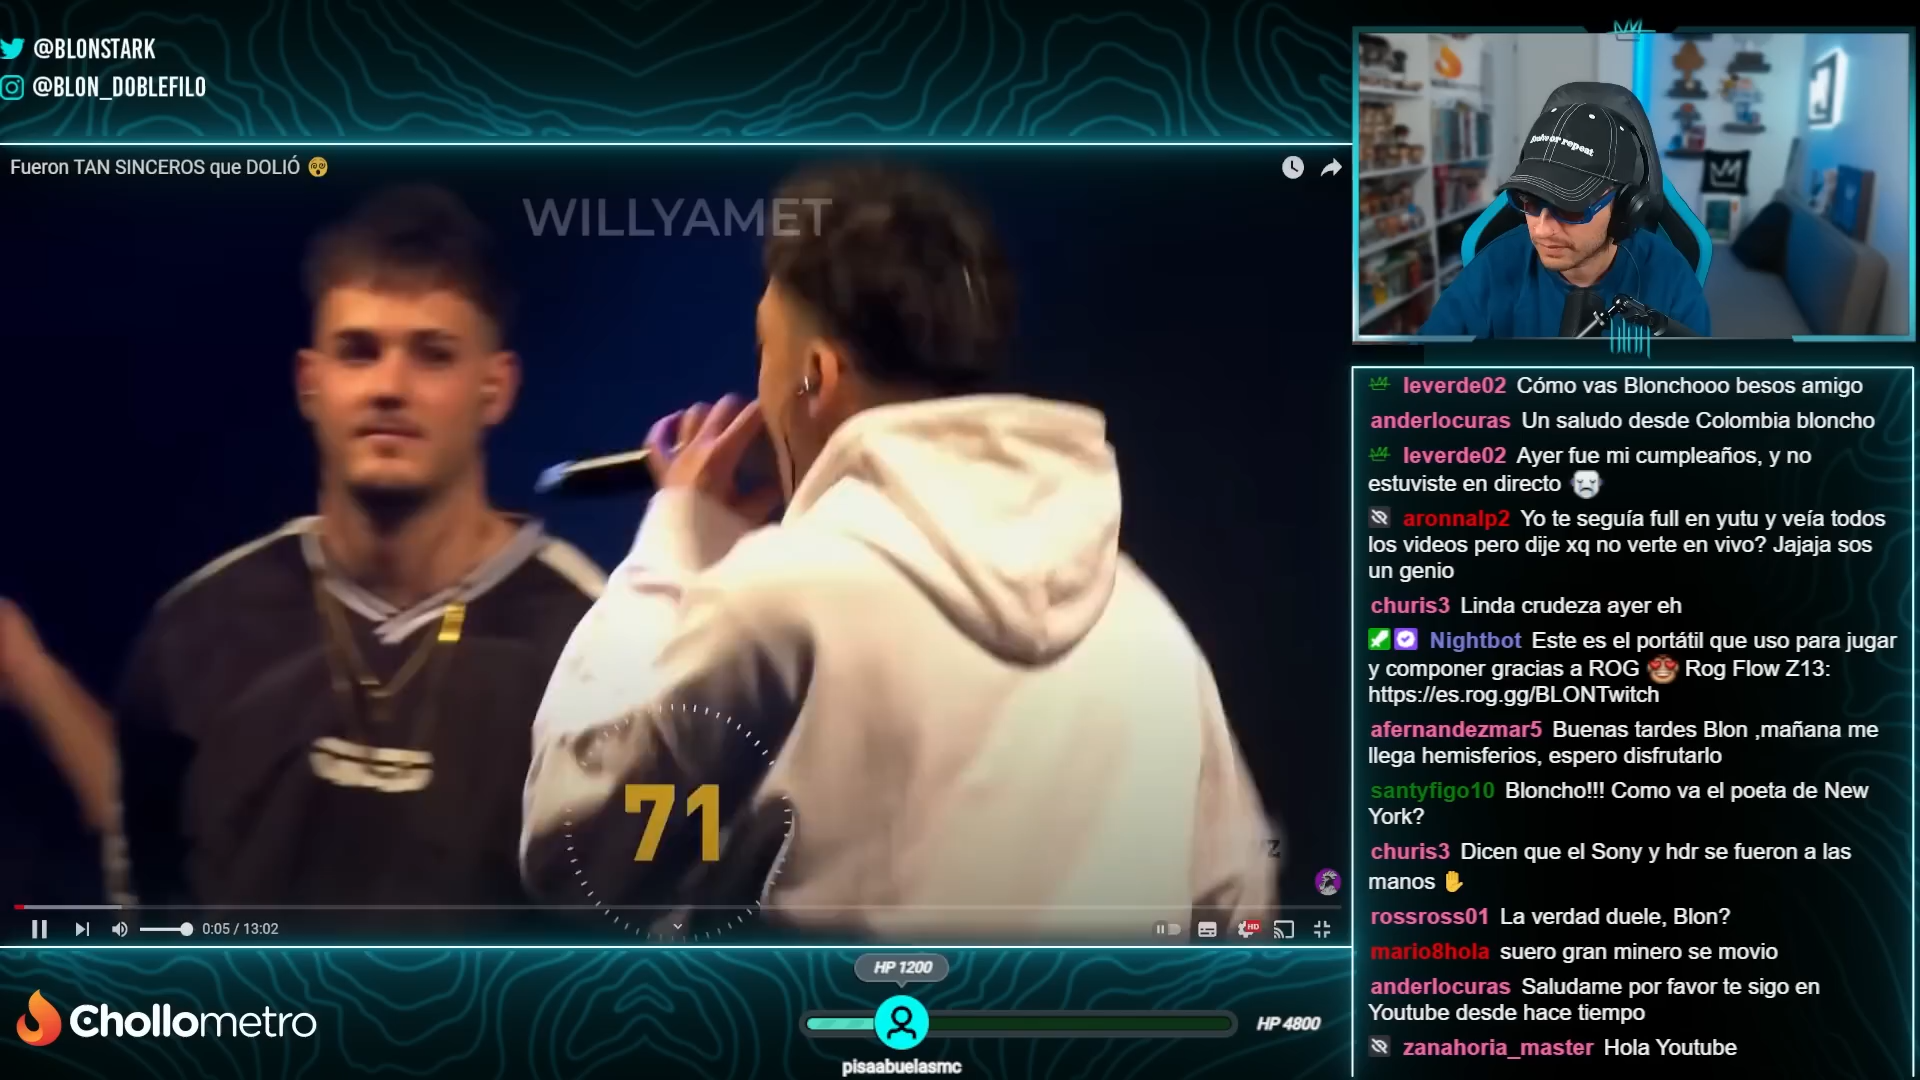 @BLONSTARK
@BLON_DOBLEFILO
Fueron TAN SINCEROS que DOLIÓ
WILLYAMET
71
0:05 / 13:02
HD
Chollometro
HP 1200
HP 4800
pisaabuelasmc
leverde02 Cómo vas Blonchooo besos amigo
anderlocuras Un saludo desde Colombia bloncho
leverde02 Ayer fue mi cumpleaños, y no
estuviste en directo
aronnalp2 Yo te seguía full en yutu y veía todos
los videos pero dije xq no verte en vivo? Jajaja sos
un genio
churis3 Linda crudeza ayer eh
Nightbot Este es el portátil que uso para jugar
y componer gracias a ROG Rog Flow Z13:
https://es.rog.gg/BLONTwitch
afernandezmar5 Buenas tardes Blon ,mañana me
llega hemisferios, espero disfrutarlo
santyfigo10 Bloncho!!! Como va el poeta de New
York?
churis3 Dicen que el Sony y hdr se fueron a las
manos ✋
rossross01 La verdad duele, Blon?
mario8hola suero gran minero se movio
anderlocuras Saludame por favor te sigo en
Youtube desde hace tiempo
zanahoria_master Hola Youtube